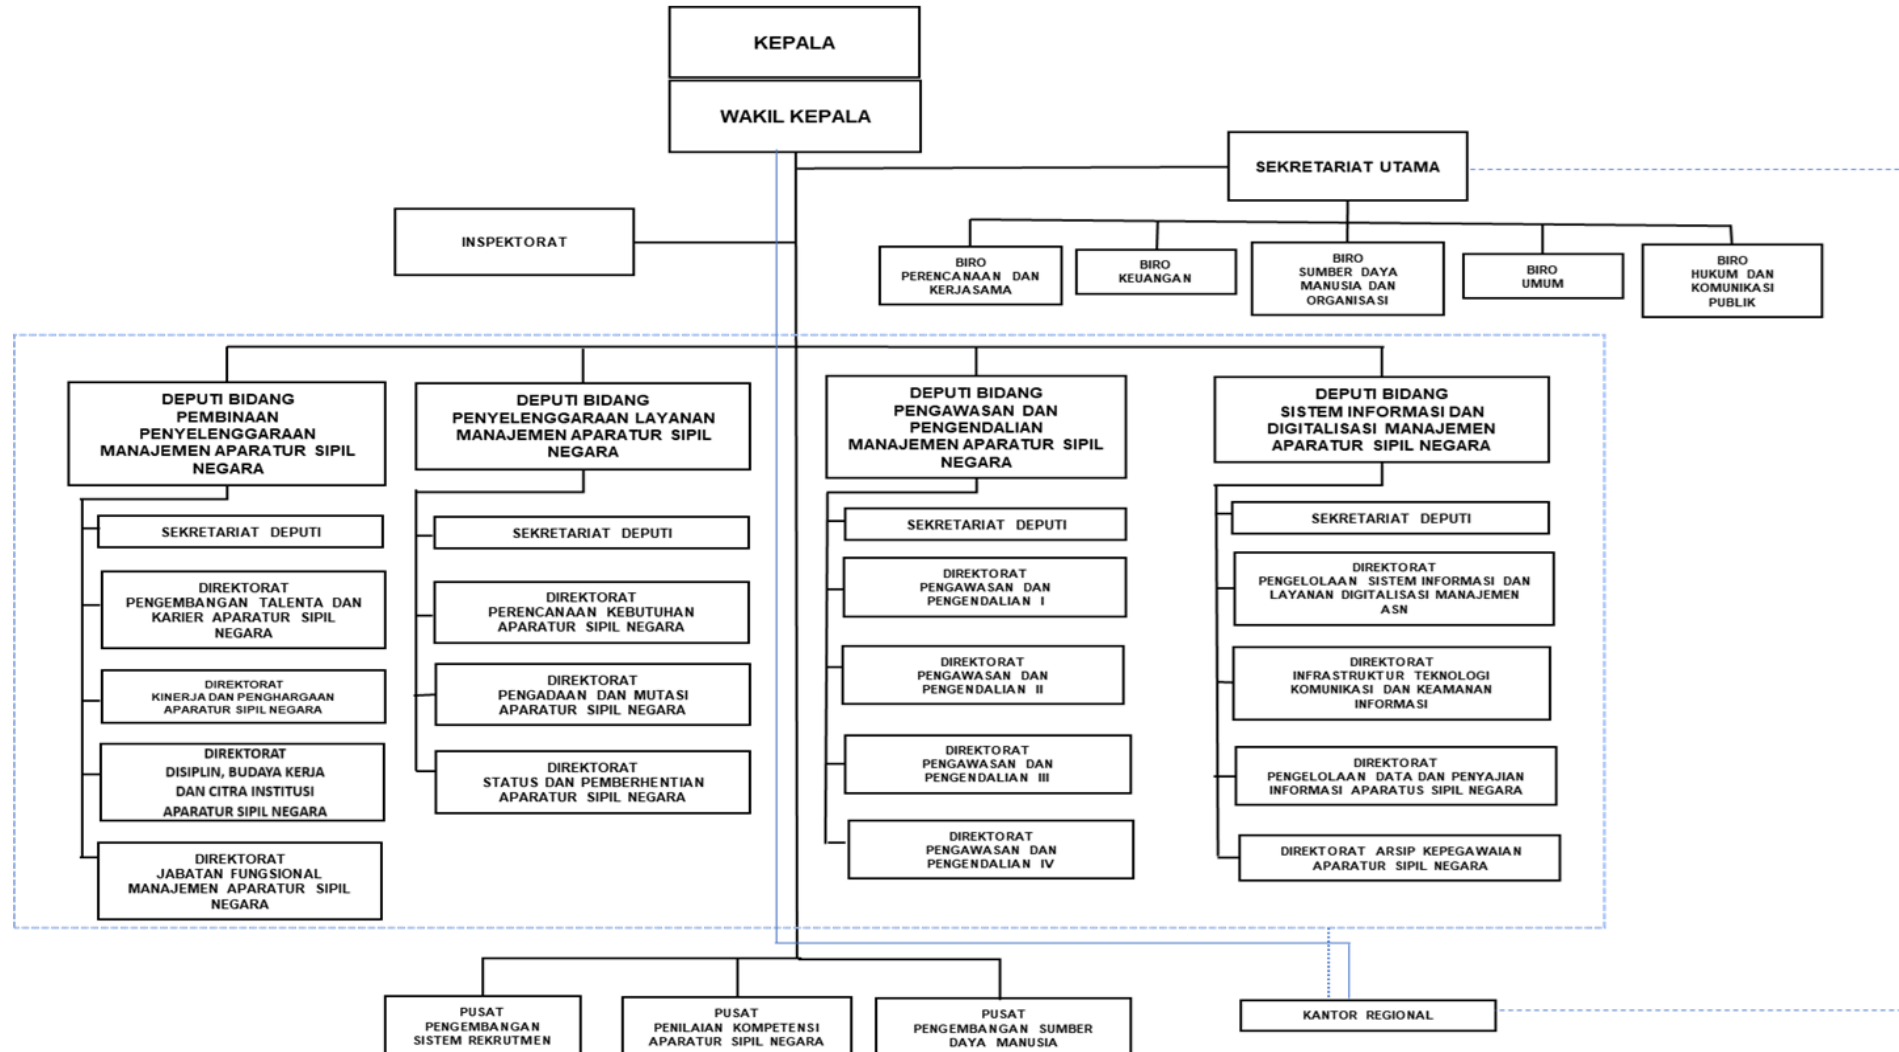 KEPALA
WAKIL KEPALA
SEKRETARIAT UTAMA
INSPEKTORAT
BIRO
PERENCANAAN DAN
KERJASAMA
BIRO
KEUANGAN
BIRO
SUMBER DAYA
MANUSIA DAN
ORGANISASI
BIRO
UMUM
BIRO
HUKUM DAN
KOMUNIKASI
PUBLIK
DEPUTI BIDANG
PEMBINAAN
PENYELENGGARAAN
MANAJEMEN APARATUR SIPIL
NEGARA
SEKRETARIAT DEPUTI
DIREKTORAT
PENGEMBANGAN TALENTA DAN
KARIER APARATUR SIPIL
NEGARA
DIREKTORAT
KINERJA DAN PENGHARGAAN
APARATUR SIPIL NEGARA
DIREKTORAT
DISIPLIN, BUDAYA KERJA
DAN CITRA INSTITUSI
APARATUR SIPIL NEGARA
DIREKTORAT
JABATAN FUNGSIONAL
MANAJEMEN APARATUR SIPIL
NEGARA
DEPUTI BIDANG
PENYELENGGARAAN LAYANAN
MANAJEMEN APARATUR SIPIL
NEGARA
SEKRETARIAT DEPUTI
DIREKTORAT
PERENCANAAN KEBUTUHAN
APARATUR SIPIL NEGARA
DIREKTORAT
PENGADAAN DAN MUTASI
APARATUR SIPIL NEGARA
DIREKTORAT
STATUS DAN PEMBERHENTIAN
APARATUR SIPIL NEGARA
DEPUTI BIDANG
PENGAWASAN DAN
PENGENDALIAN
MANAJEMEN APARATUR SIPIL
NEGARA
SEKRETARIAT DEPUTI
DIREKTORAT
PENGAWASAN DAN
PENGENDALIAN I
DIREKTORAT
PENGAWASAN DAN
PENGENDALIAN II
DIREKTORAT
PENGAWASAN DAN
PENGENDALIAN III
DIREKTORAT
PENGAWASAN DAN
PENGENDALIAN IV
DEPUTI BIDANG
SISTEM INFORMASI DAN
DIGITALISASI MANAJEMEN
APARATUR SIPIL NEGARA
SEKRETARIAT DEPUTI
DIREKTORAT
PENGELOLAAN SISTEM INFORMASI DAN
LAYANAN DIGITALISASI MANAJEMEN
ASN
DIREKTORAT
INFRASTRUKTUR TEKNOLOGI
KOMUNIKASI DAN KEAMANAN
INFORMASI
DIREKTORAT
PENGELOLAAN DATA DAN PENYAJIAN
INFORMASI APARATUS SIPIL NEGARA
DIREKTORAT ARSIP KEPEGAWAIAN
APARATUR SIPIL NEGARA
PUSAT
PENGEMBANGAN
SISTEM REKRUTMEN
PUSAT
PENILAIAN KOMPETENSI
APARATUR SIPIL NEGARA
PUSAT
PENGEMBANGAN SUMBER
DAYA MANUSIA
KANTOR REGIONAL